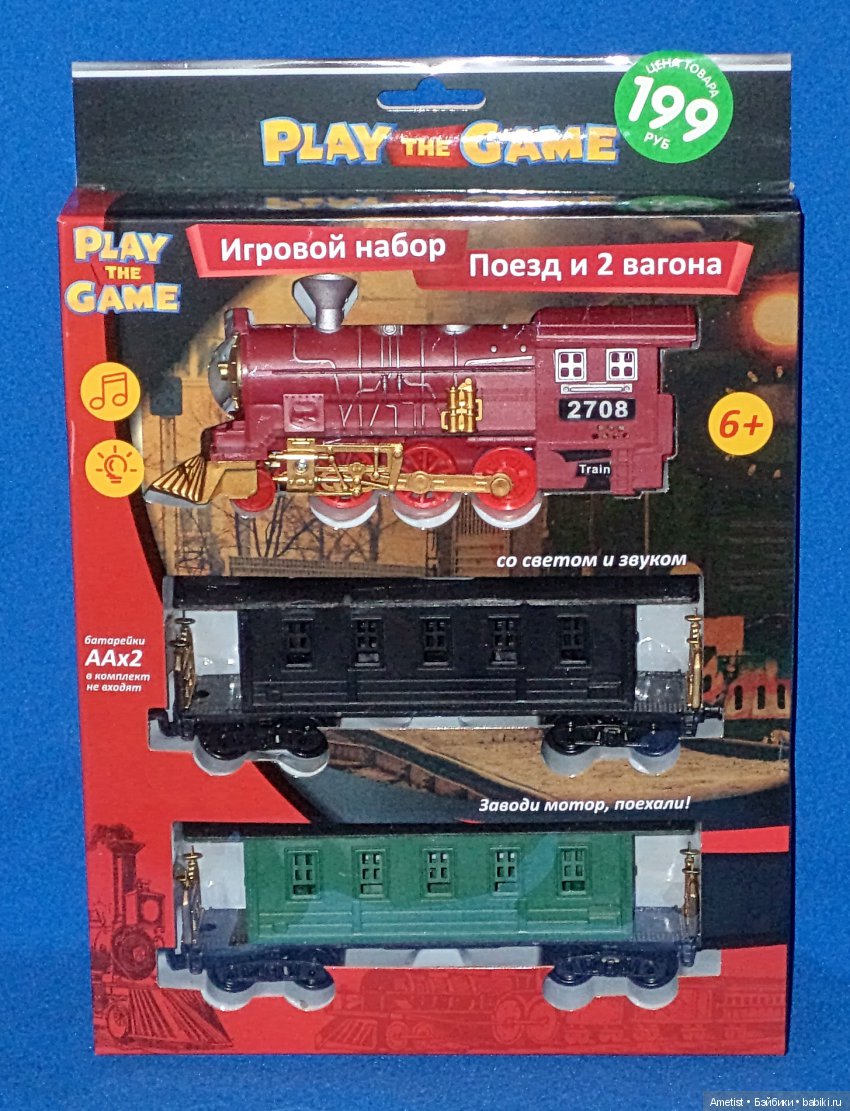 ЦЕНА ТОВАРА
199
РУБ
PLAY THE GAME
PLAY
THE
GAME
Игровой набор
Поезд и 2 вагона
2708
6+
Train
со светом и звуком
батарейки
AAx2
в комплект
не входят
Заводи мотор, поехали!
Ametist • Бэйбики • babiki.ru